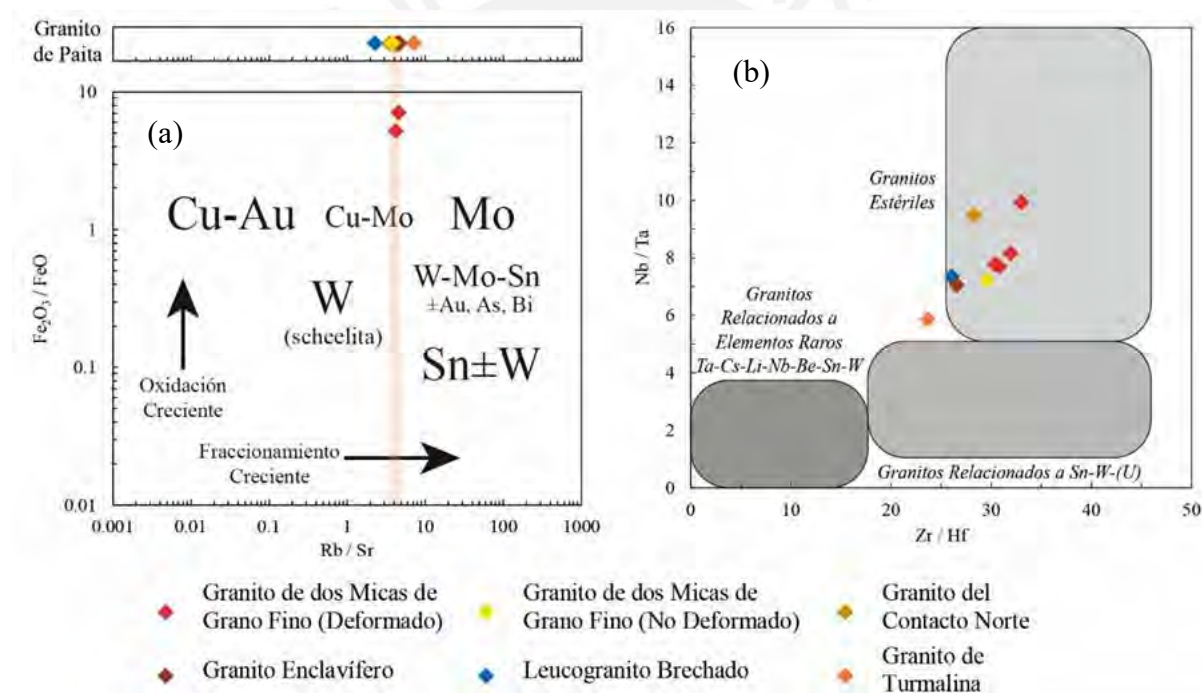 Granito
de Paita
(a)
10
1
0.1
0.01
Fe₂O₃ / FeO
Cu-Au
Cu-Mo
Mo
W
(scheelita)
W-Mo-Sn
±Au, As, Bi
Sn±W
Oxidación
Creciente
Fraccionamiento
Creciente
0.001
0.01
0.1
1
10
100
1000
Rb / Sr
(b)
16
14
12
10
8
6
4
2
0
Nb / Ta
Granitos
Estériles
Granitos
Relacionados a
Elementos Raros
Ta-Cs-Li-Nb-Be-Sn-W
Granitos Relacionados a Sn-W-(U)
0
10
20
30
40
50
Zr / Hf
Granito de dos Micas de
Grano Fino (Deformado)
Granito de dos Micas de
Grano Fino (No Deformado)
Granito del
Contacto Norte
Granito Enclavífero
Leucogranito Brechado
Granito de
Turmalina